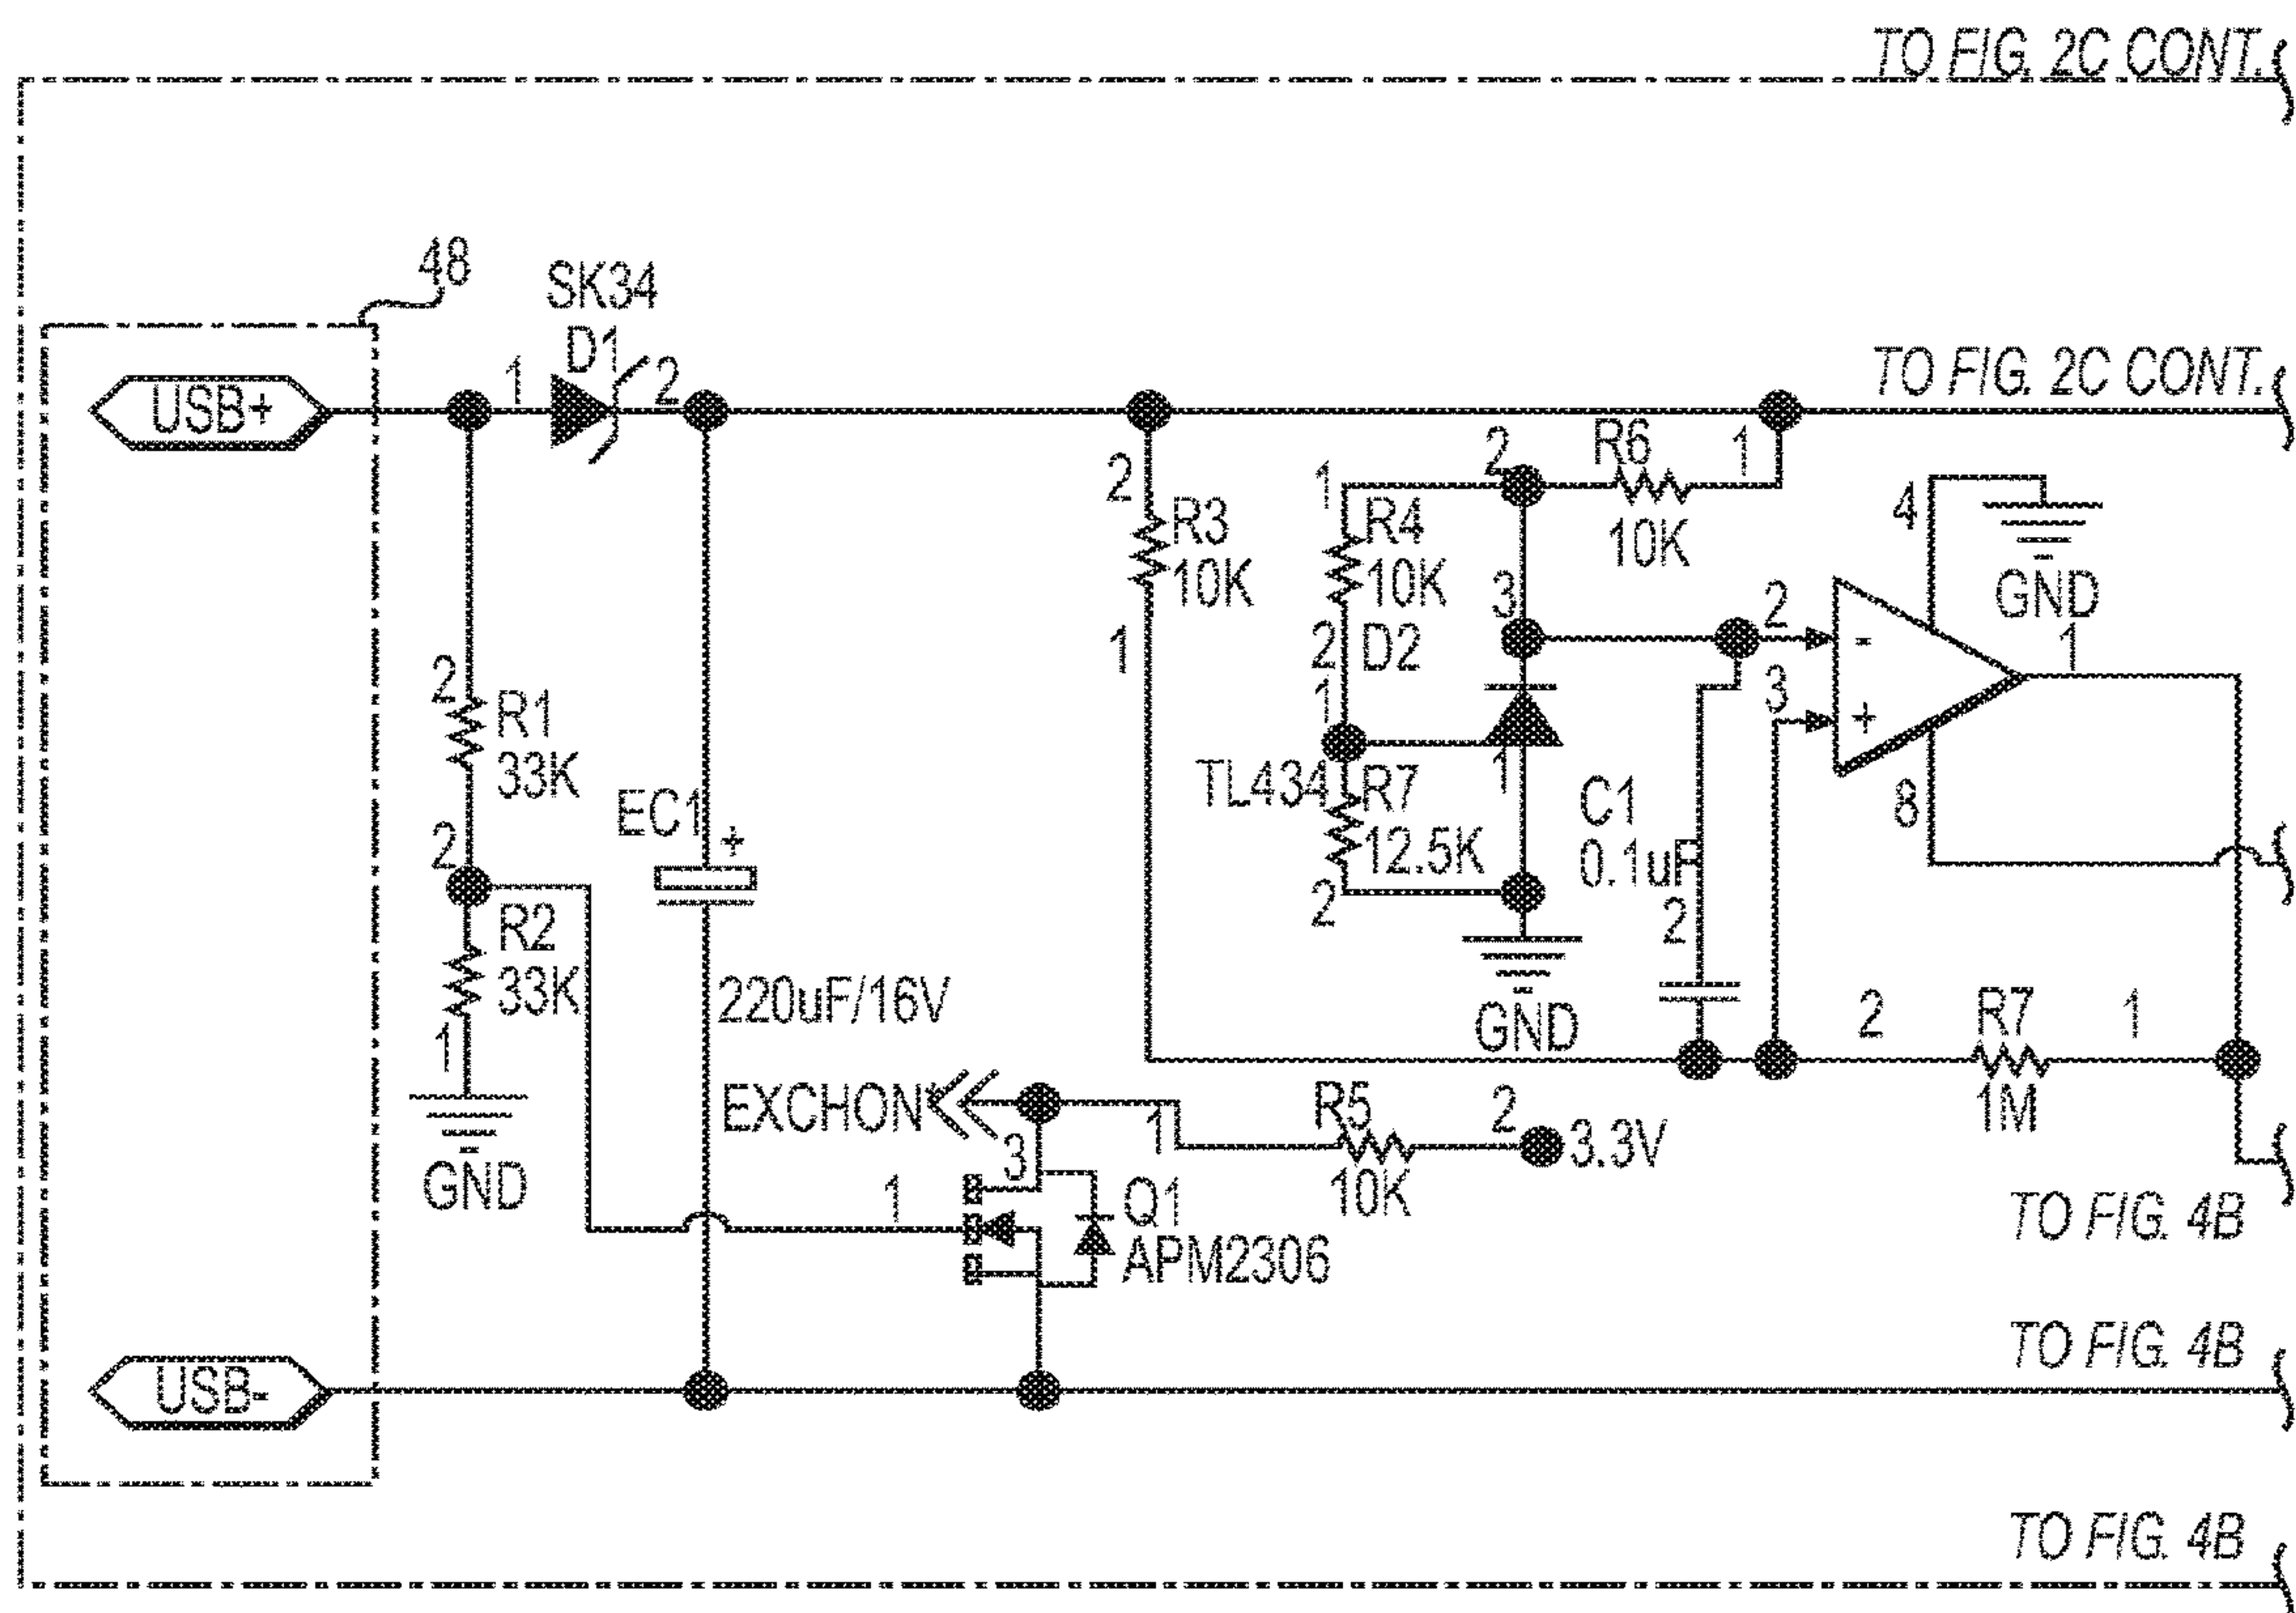 TO FIG. 2C CONT.
48
SK34
D1
TO FIG. 2C CONT.
USB+
1
2
2
R3
10K
1
1
R4
10K
2
D2
2
R6
1
10K
3
4
GND
2
-
3
+
1
8
2
R1
33K
2
R2
33K
1
GND
EC1
+
220uF/16V
1
TL434
R7
12.5K
2
1
GND
C1
0.1uF
2
2
R7
1
1M
EXCHON
3
1
R5
10K
2
3.3V
1
Q1
APM2306
TO FIG. 4B
TO FIG. 4B
USB-
TO FIG. 4B